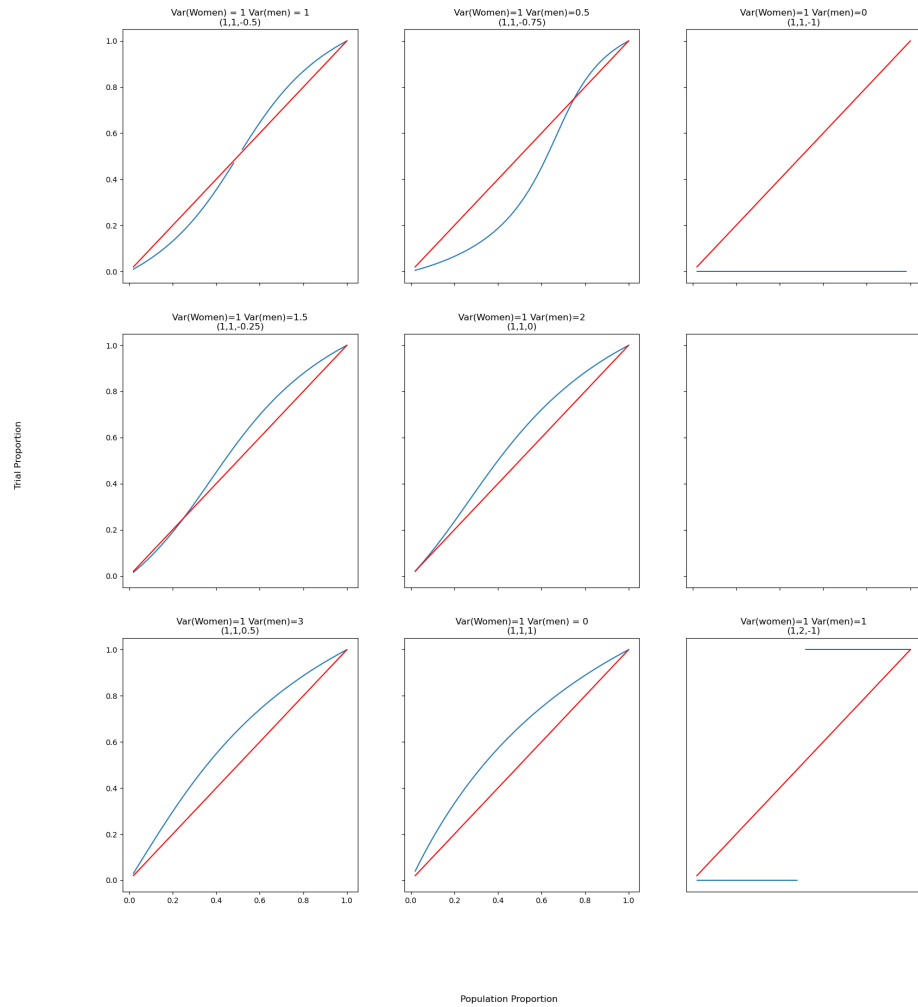 Var(Women) = 1 Var(men) = 1
(1,1,-0.5)
Var(Women)=1 Var(men)=0.5
(1,1,-0.75)
Var(Women)=1 Var(men)=0
(1,1,-1)
1.0
0.8
0.6
0.4
0.2
0.0
Var(Women)=1 Var(men)=1.5
(1,1,-0.25)
Var(Women)=1 Var(men)=2
(1,1,0)
1.0
0.8
0.6
0.4
0.2
0.0
Trial Proportion
Var(Women)=1 Var(men)=3
(1,1,0.5)
Var(Women)=1 Var(men) = 0
(1,1,1)
Var(women)=1 Var(men)=1
(1,2,-1)
1.0
0.8
0.6
0.4
0.2
0.0
0.0 0.2 0.4 0.6 0.8 1.0
0.0 0.2 0.4 0.6 0.8 1.0
Population Proportion